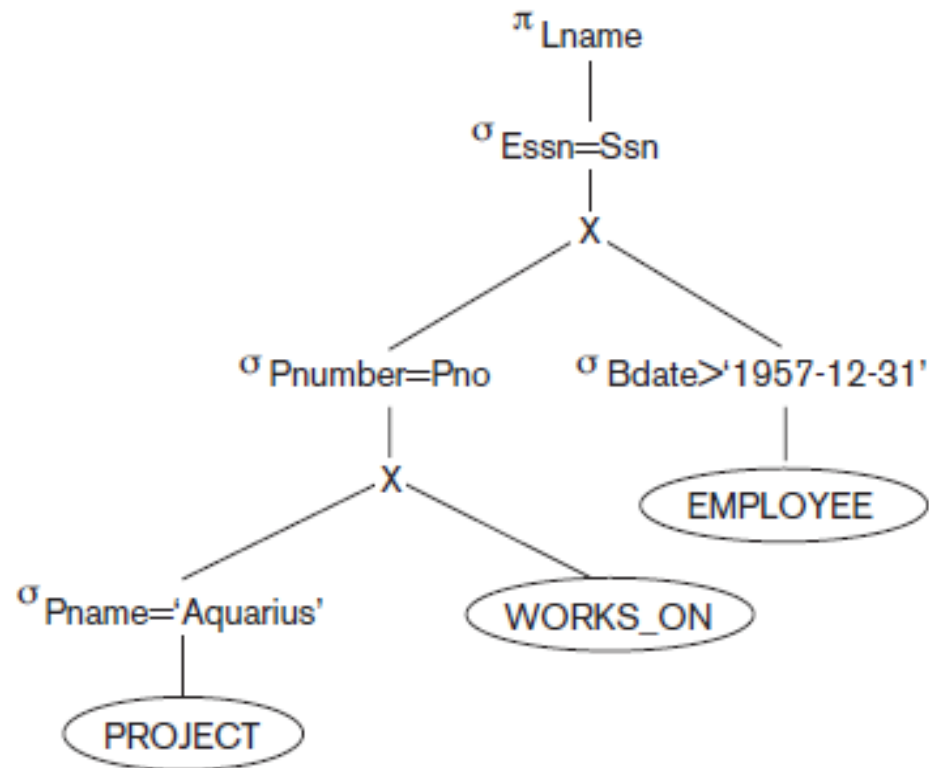 π Lname
σ Essn=Ssn
X
σ Pnumber=Pno
σ Bdate>‘1957-12-31’
X
EMPLOYEE
σ Pname=‘Aquarius’
WORKS_ON
PROJECT